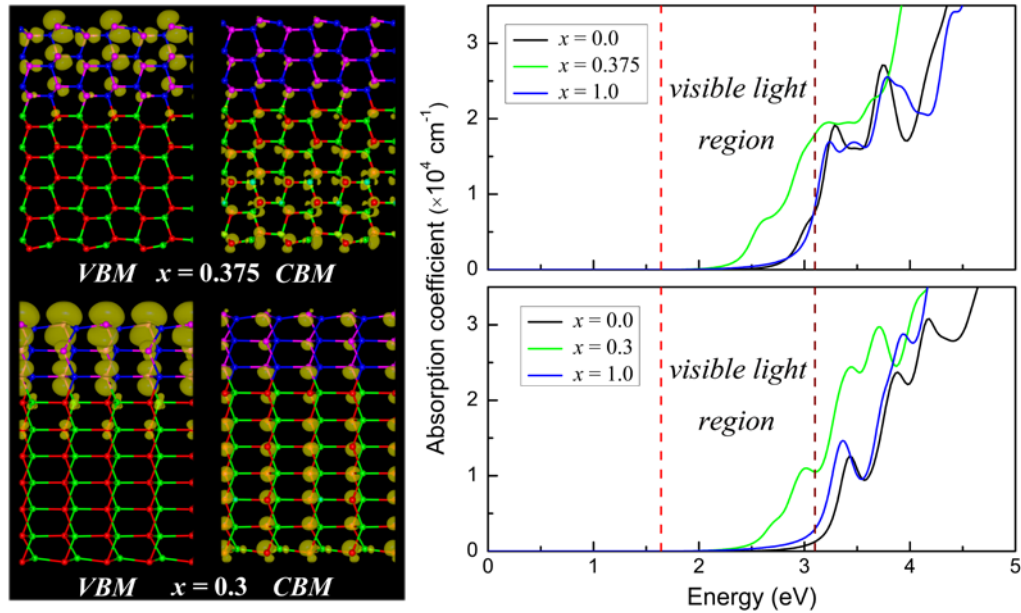 VBM x = 0.375 CBM
VBM x = 0.3 CBM
Absorption coefficient (×10⁴ cm⁻¹)
3
2
1
0
x = 0.0
x = 0.375
x = 1.0
visible light
region
3
2
1
0
x = 0.0
x = 0.3
x = 1.0
visible light
region
0 1 2 3 4 5
Energy (eV)